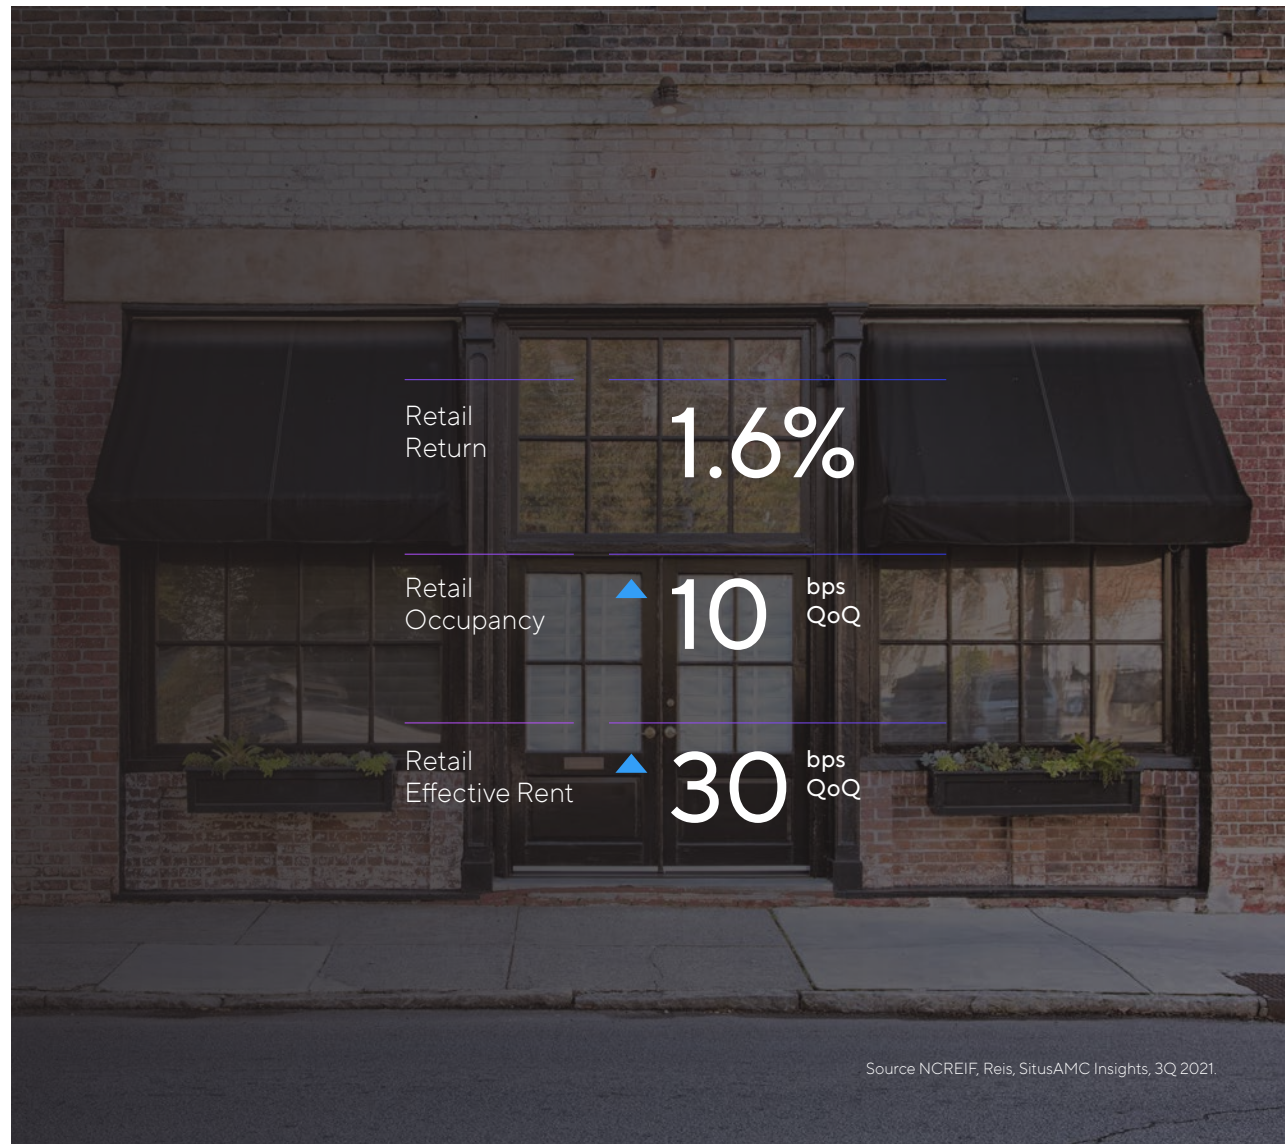 Retail
Return
1.6%
Retail
Occupancy
10
bps
QoQ
Retail
Effective Rent
30
bps
QoQ
Source NCREIF, Reis, SitusAMC Insights, 3Q 2021.